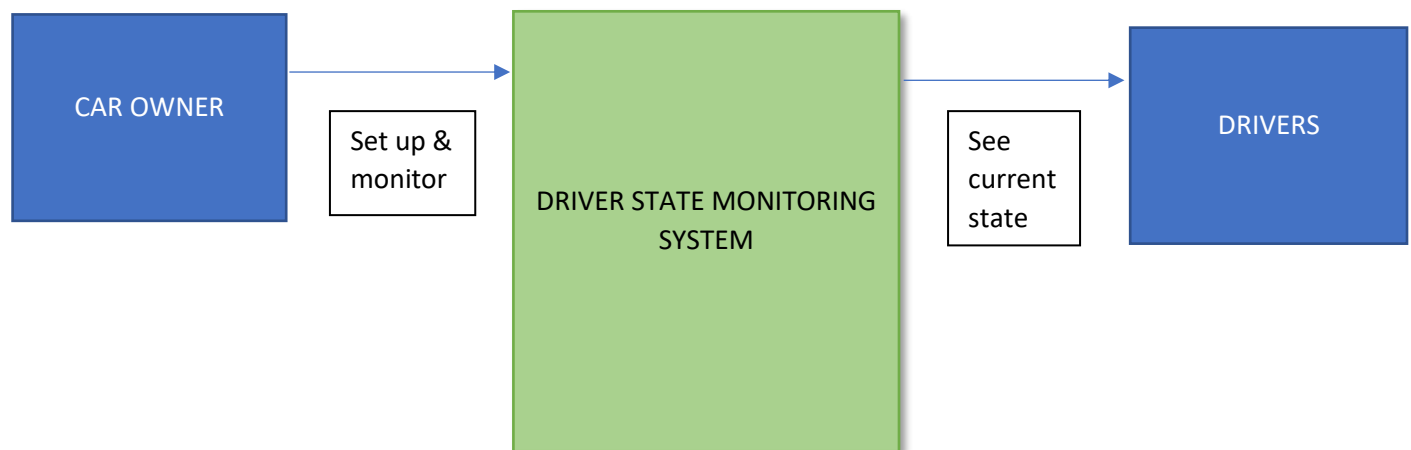 CAR OWNER
Set up &
monitor
DRIVER STATE MONITORING
SYSTEM
See
current
state
DRIVERS